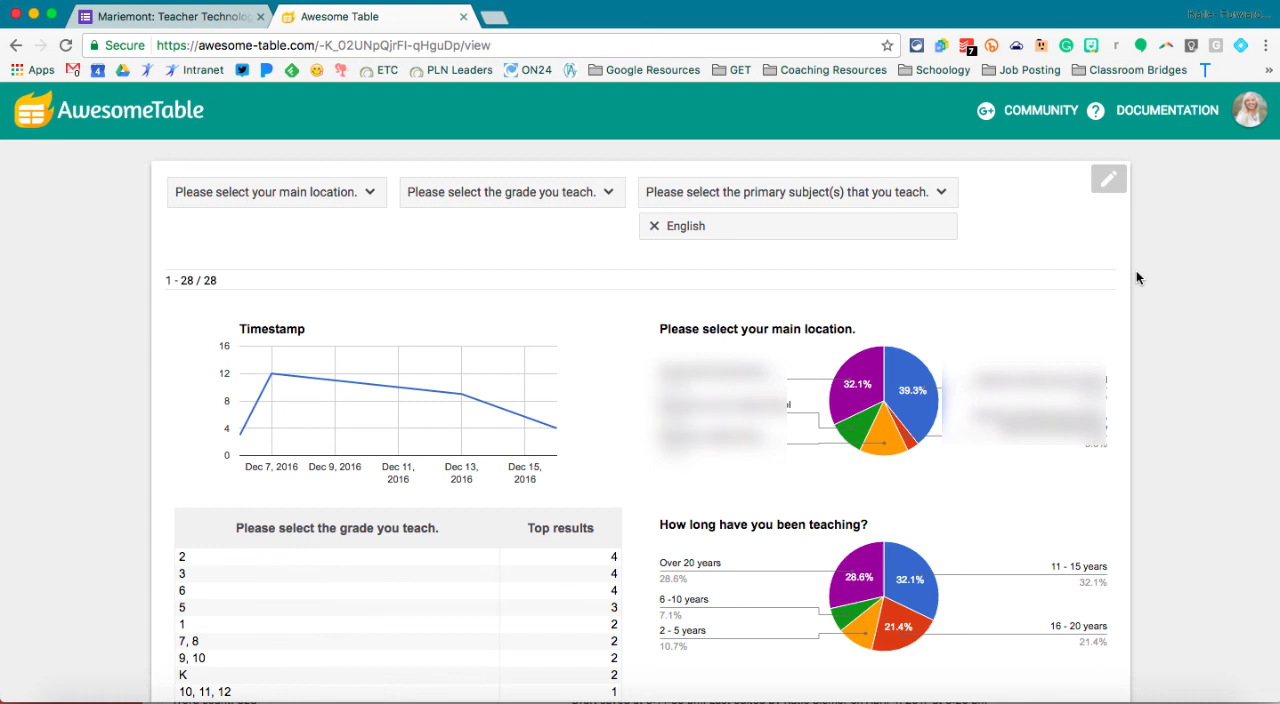 Mariemont: Teacher Technolog
Awesome Table
Secure
https://awesome-table.com/-K_02UNpQjrFI-qHguDp/view
7
Apps
4
Intranet
ETC
PLN Leaders
ON24
Google Resources
GET
Coaching Resources
Schoology
Job Posting
Classroom Bridges
»
AwesomeTable
G+ COMMUNITY
? DOCUMENTATION
Please select your main location.
Please select the grade you teach.
Please select the primary subject(s) that you teach.
English
1 - 28 / 28
Timestamp
16
12
8
4
0
Dec 7, 2016
Dec 9, 2016
Dec 11, 2016
Dec 13, 2016
Dec 15, 2016
Please select your main location.
32.1%
39.3%
Please select the grade you teach. Top results
2 4
3 4
6 4
5 3
1 2
7, 8 2
9, 10 2
K 2
10, 11, 12 1
How long have you been teaching?
Over 20 years
28.6%
6 -10 years
7.1%
2 - 5 years
10.7%
28.6%
32.1%
21.4%
11 - 15 years
32.1%
16 - 20 years
21.4%